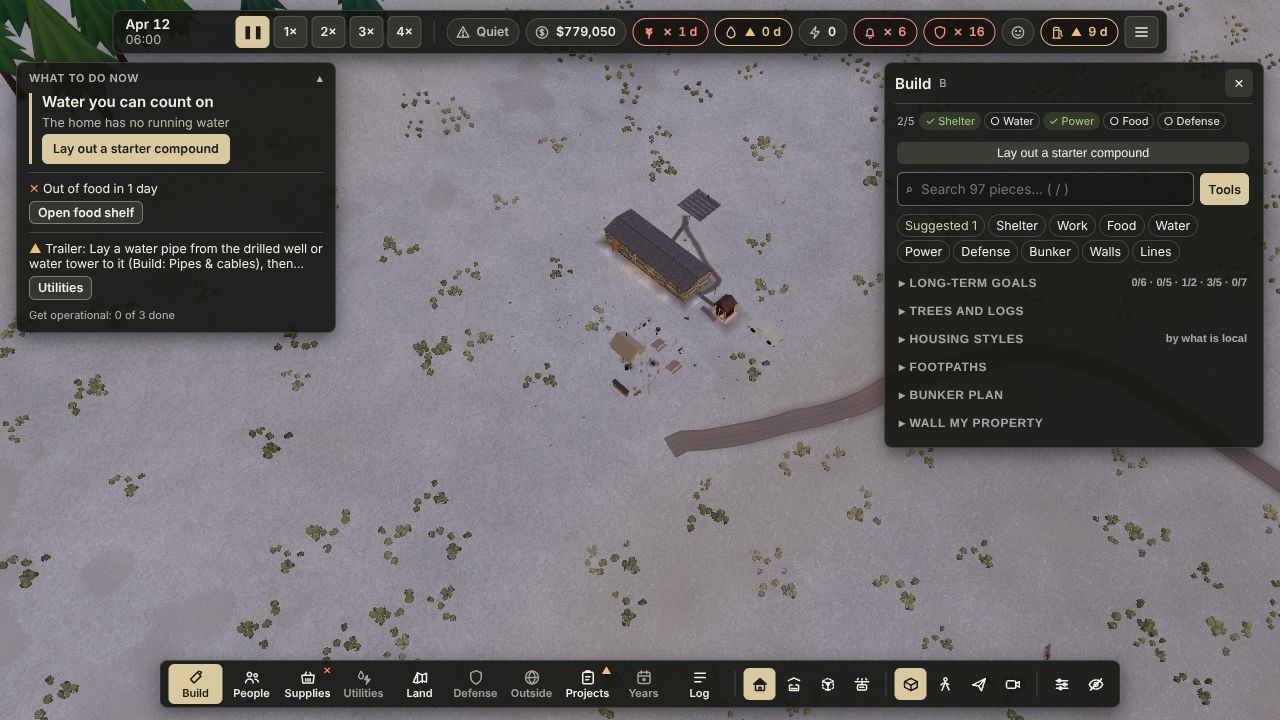 Apr 12
06:00
1×
2×
3×
4×
Quiet
$779,050
1 d
0 d
0
6
16
9 d
WHAT TO DO NOW
Water you can count on
The home has no running water
Lay out a starter compound
Out of food in 1 day
Open food shelf
Trailer: Lay a water pipe from the drilled well or
water tower to it (Build: Pipes & cables), then...
Utilities
Get operational: 0 of 3 done
Build B
2/5 ✓ Shelter Water ✓ Power Food Defense
Lay out a starter compound
Search 97 pieces... ( / )
Tools
Suggested 1 Shelter Work Food Water
Power Defense Bunker Walls Lines
▸ LONG-TERM GOALS 0/6 · 0/5 · 1/2 · 3/5 · 0/7
▸ TREES AND LOGS
▸ HOUSING STYLES by what is local
▸ FOOTPATHS
▸ BUNKER PLAN
▸ WALL MY PROPERTY
Build
People
Supplies
Utilities
Land
Defense
Outside
Projects
Years
Log